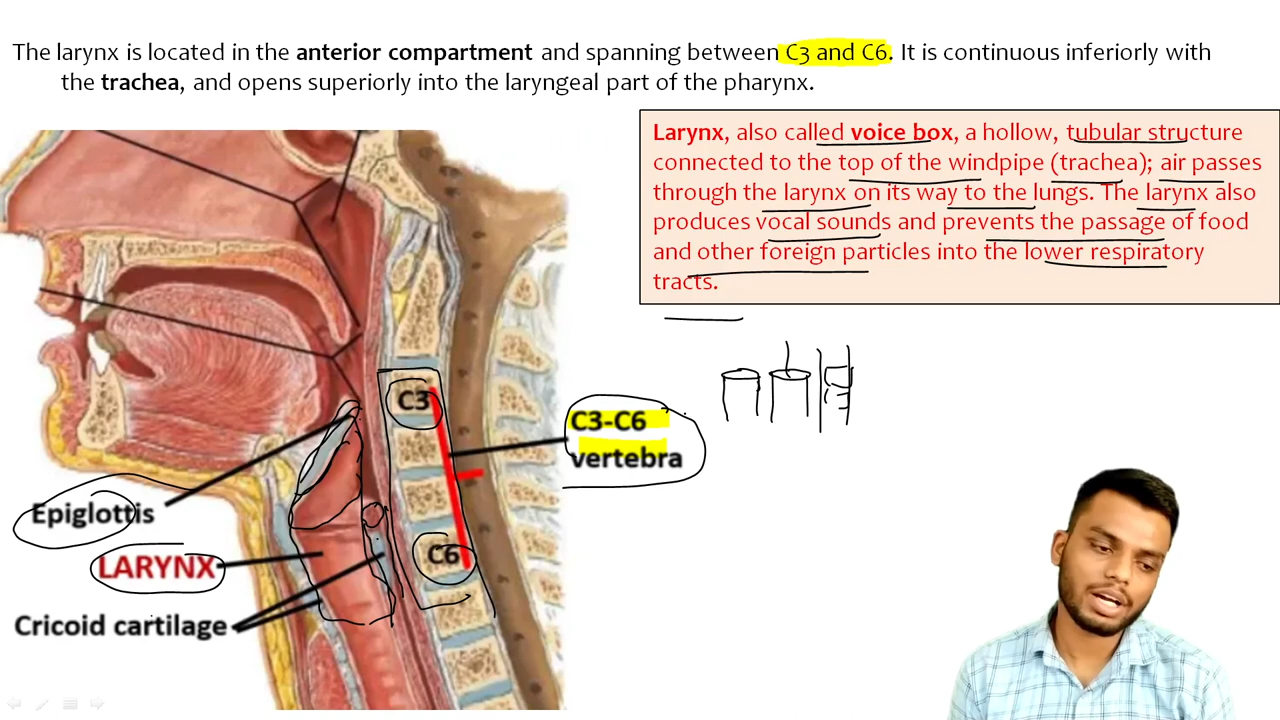 The larynx is located in the anterior compartment and spanning between C3 and C6. It is continuous inferiorly with
the trachea, and opens superiorly into the laryngeal part of the pharynx.
Larynx, also called voice box, a hollow, tubular structure
connected to the top of the windpipe (trachea); air passes
through the larynx on its way to the lungs. The larynx also
produces vocal sounds and prevents the passage of food
and other foreign particles into the lower respiratory
tracts.
C3
C3-C6
vertebra
Epiglottis
C6
LARYNX
Cricoid cartilage